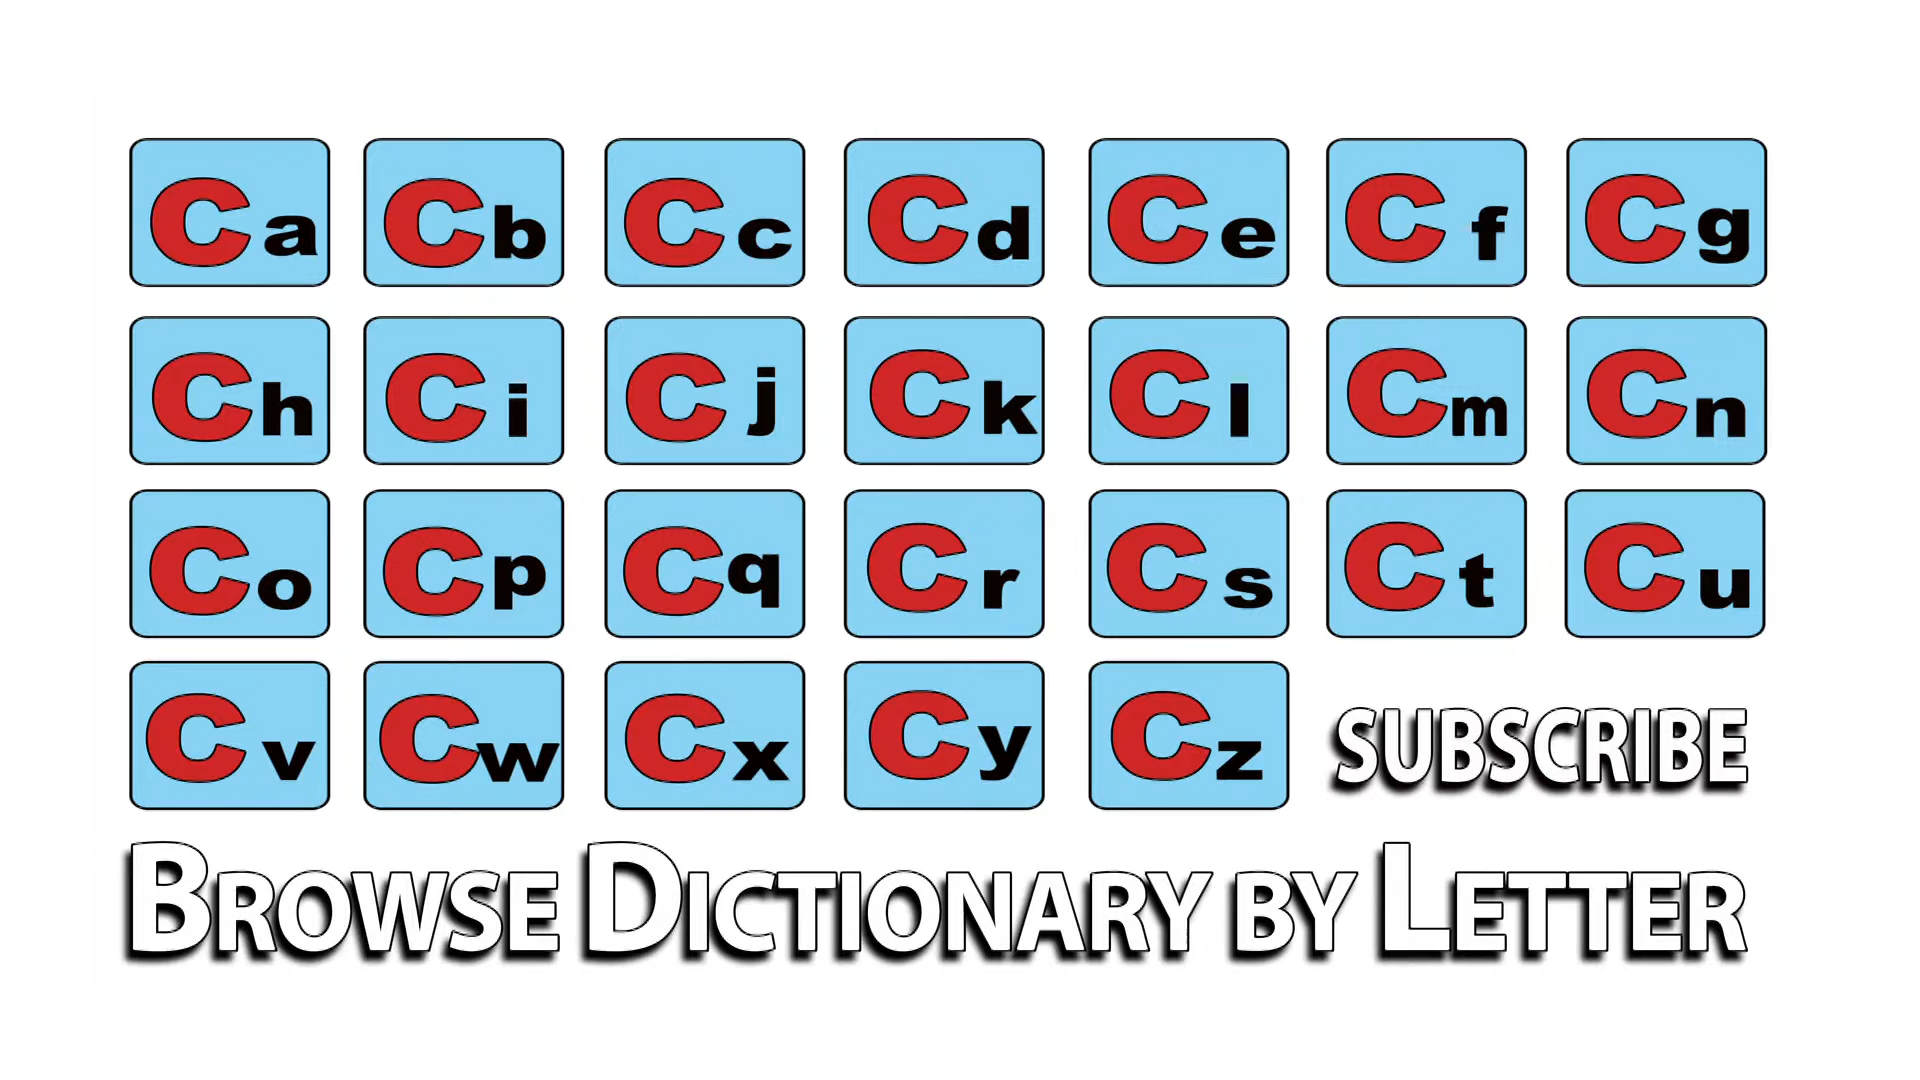 Ca Cb Cc Cd Ce Cf Cg
Ch Ci Cj Ck Cl Cm Cn
Co Cp Cq Cr Cs Ct Cu
Cv Cw Cx Cy Cz SUBSCRIBE
BROWSE DICTIONARY BY LETTER